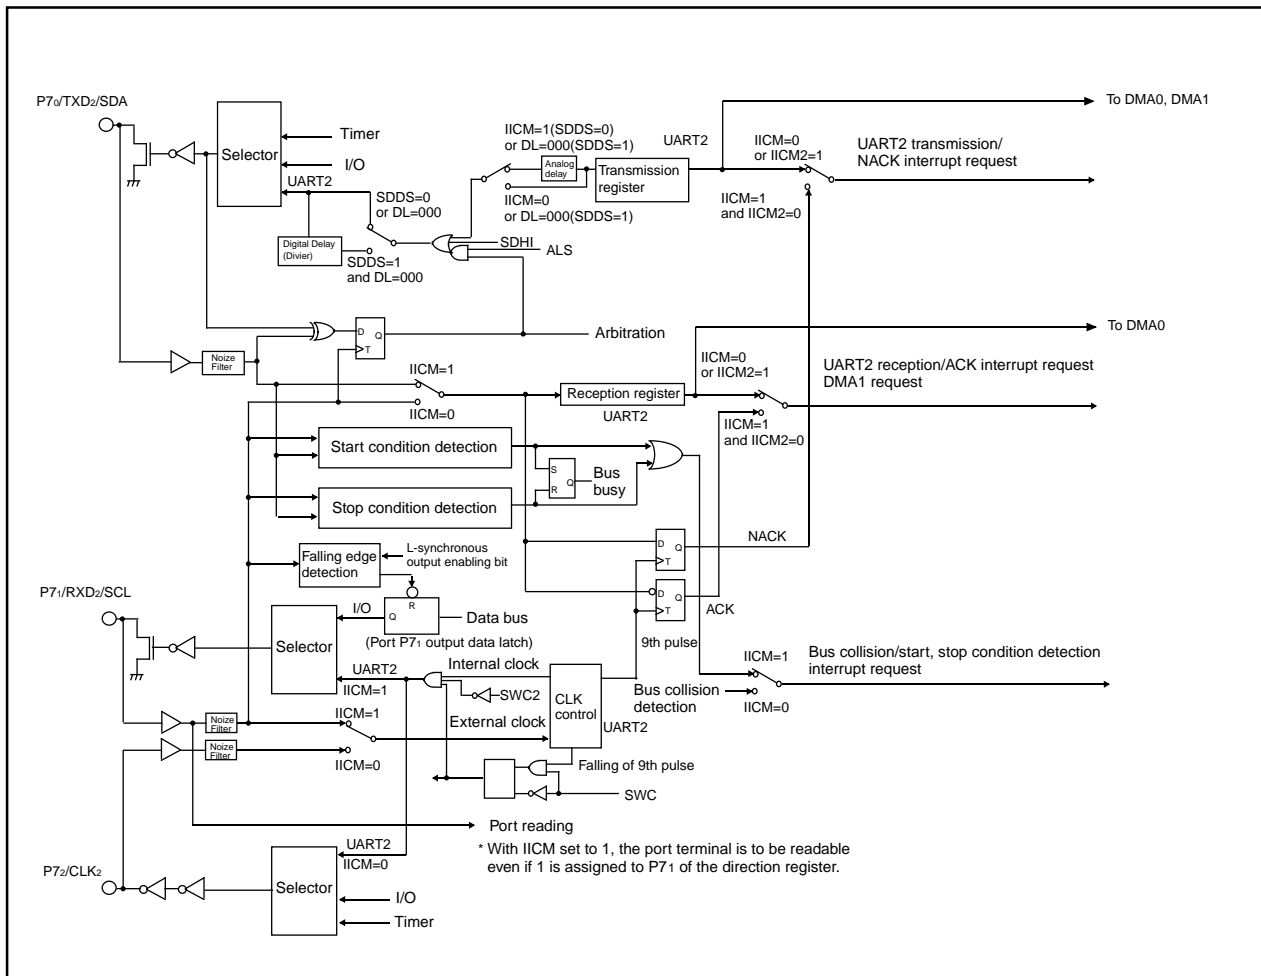 P70/TXD2/SDA
To DMA0, DMA1
Selector
Timer
I/O
UART2
IICM=1(SDDS=0)
or DL=000(SDDS=1)
Analog
delay
Transmission
register
UART2
IICM=0
or IICM2=1
UART2 transmission/
NACK interrupt request
IICM=0
or DL=000(SDDS=1)
IICM=1
and IICM2=0
SDDS=0
or DL=000
Digital Delay
(Divier)
SDDS=1
and DL=000
SDHI
ALS
D
Q
T
Arbitration
To DMA0
Noize
Filter
IICM=1
IICM=0
Reception register
UART2
IICM=0
or IICM2=1
UART2 reception/ACK interrupt request
DMA1 request
IICM=1
and IICM2=0
Start condition detection
Stop condition detection
S
R
Q
Bus
busy
Falling edge
detection
L-synchronous
output enabling bit
D
Q
T
NACK
D
Q
T
ACK
P71/RXD2/SCL
I/O
R
Q
Data bus
(Port P71 output data latch)
9th pulse
Selector
UART2
IICM=1
Internal clock
SWC2
CLK
control
UART2
Bus collision
detection
IICM=1
IICM=0
Bus collision/start, stop condition detection
interrupt request
Noize
Filter
IICM=1
External clock
Noize
Filter
IICM=0
Falling of 9th pulse
SWC
Port reading
* With IICM set to 1, the port terminal is to be readable
even if 1 is assigned to P71 of the direction register.
P72/CLK2
UART2
IICM=0
Selector
I/O
Timer